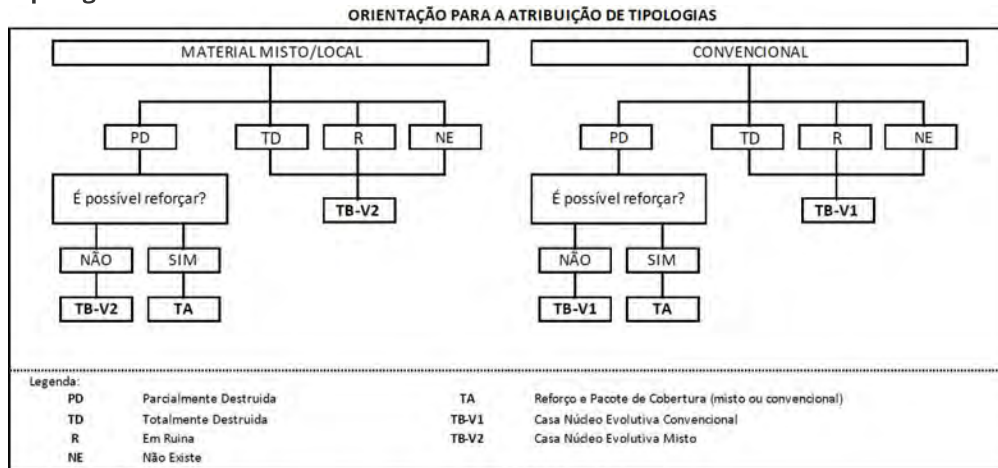 ORIENTAÇÃO PARA A ATRIBUIÇÃO DE TIPOLOGIAS
MATERIAL MISTO/LOCAL
PD TD R NE
É possível reforçar?
TB-V2
NÃO SIM
TB-V2 TA
CONVENCIONAL
PD TD R NE
É possível reforçar?
TB-V1
NÃO SIM
TB-V1 TA
Legenda:
PD Parcialmente Destruida
TD Totalmente Destruida
R Em Ruina
NE Não Existe
TA Reforço e Pacote de Cobertura (misto ou convencional)
TB-V1 Casa Núcleo Evolutiva Convencional
TB-V2 Casa Núcleo Evolutiva Misto